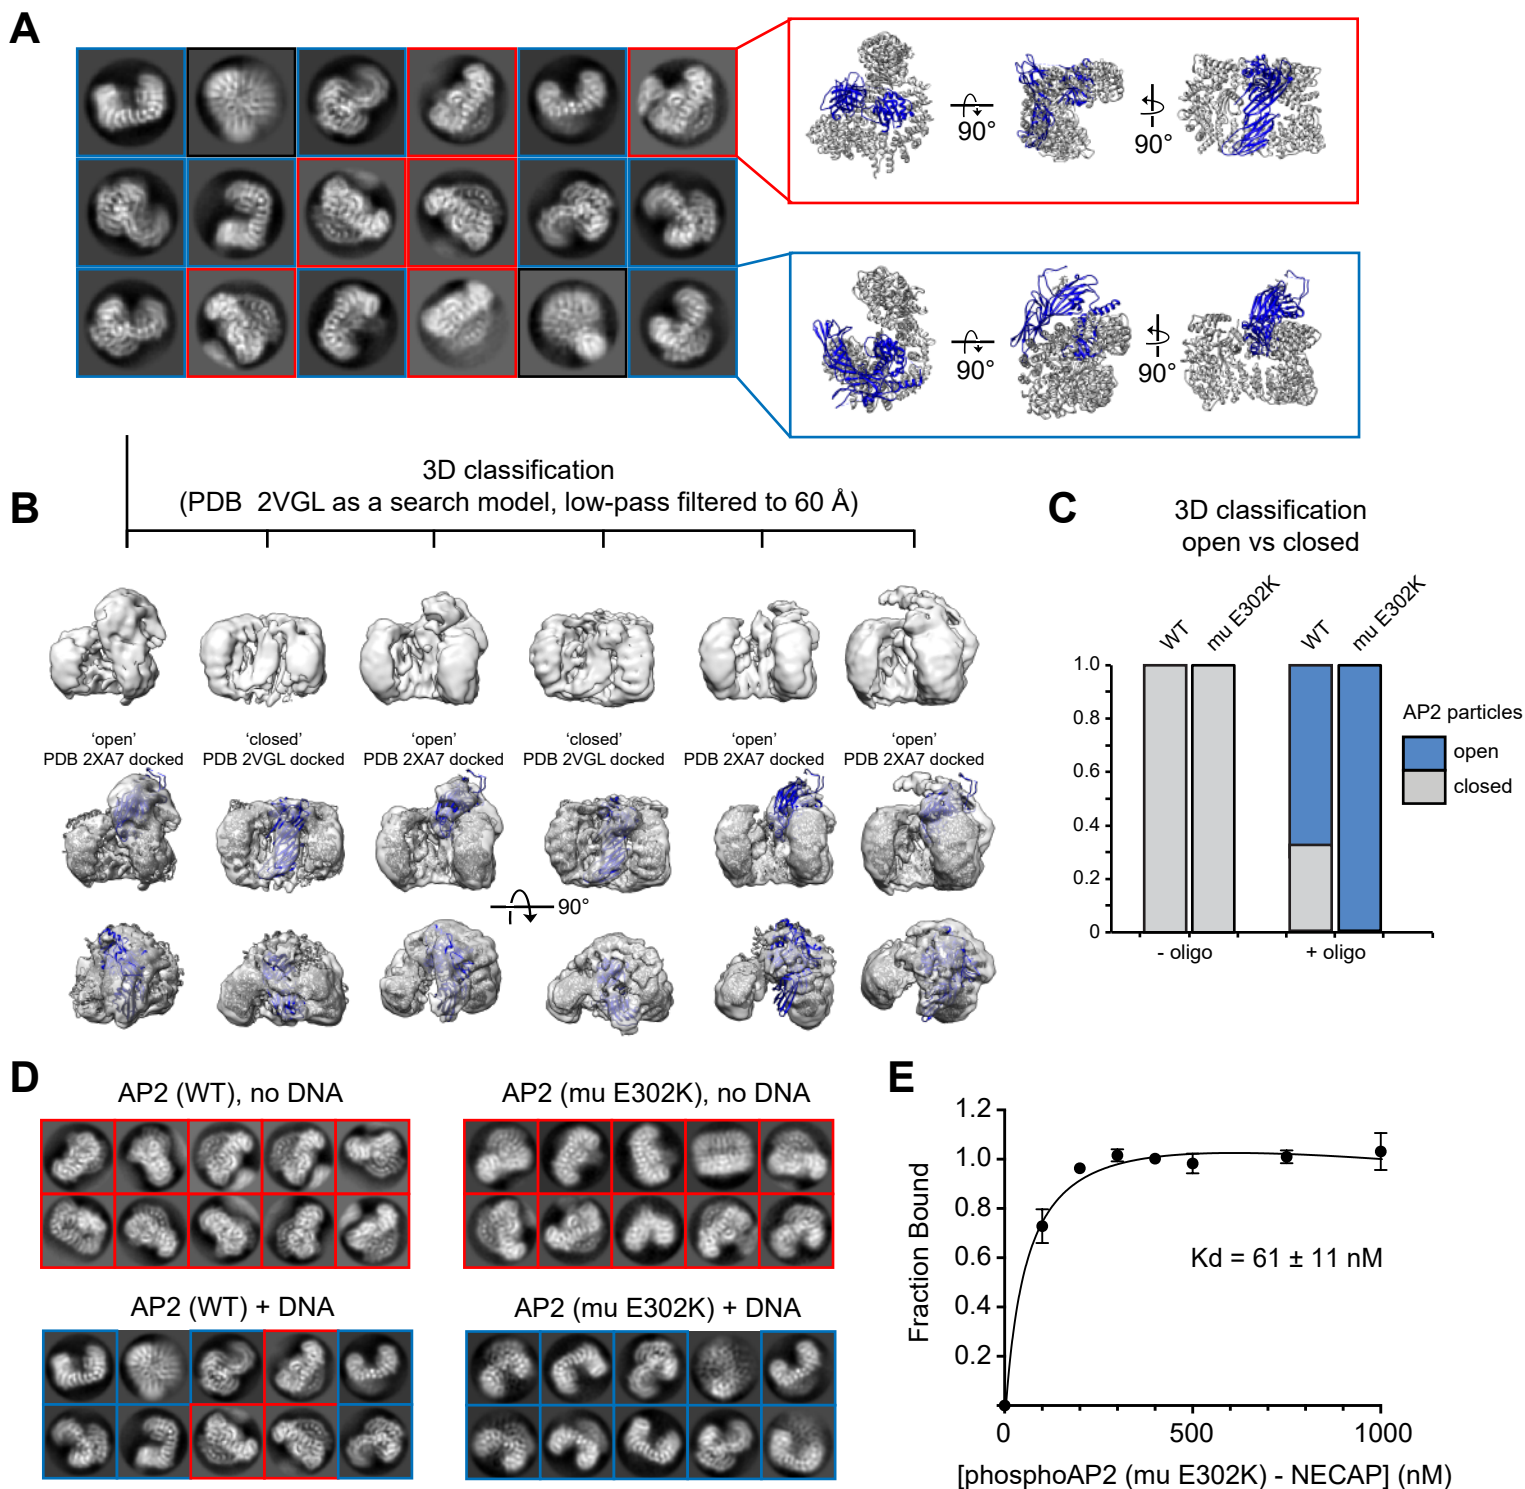 A
90°
90°
90°
90°
3D classification
(PDB 2VGL as a search model, low-pass filtered to 60 Å)
B
‘open’
PDB 2XA7 docked
‘closed’
PDB 2VGL docked
‘open’
PDB 2XA7 docked
‘closed’
PDB 2VGL docked
‘open’
PDB 2XA7 docked
‘open’
PDB 2XA7 docked
90°
C
3D classification
open vs closed
WT
mu E302K
WT
mu E302K
1.0
0.8
0.6
0.4
0.2
0
- oligo
+ oligo
AP2 particles
open
closed
D
AP2 (WT), no DNA
AP2 (mu E302K), no DNA
AP2 (WT) + DNA
AP2 (mu E302K) + DNA
E
1.2
1.0
0.8
0.6
0.4
0.2
Fraction Bound
Kd = 61 ± 11 nM
0
500
1000
[phosphoAP2 (mu E302K) - NECAP] (nM)